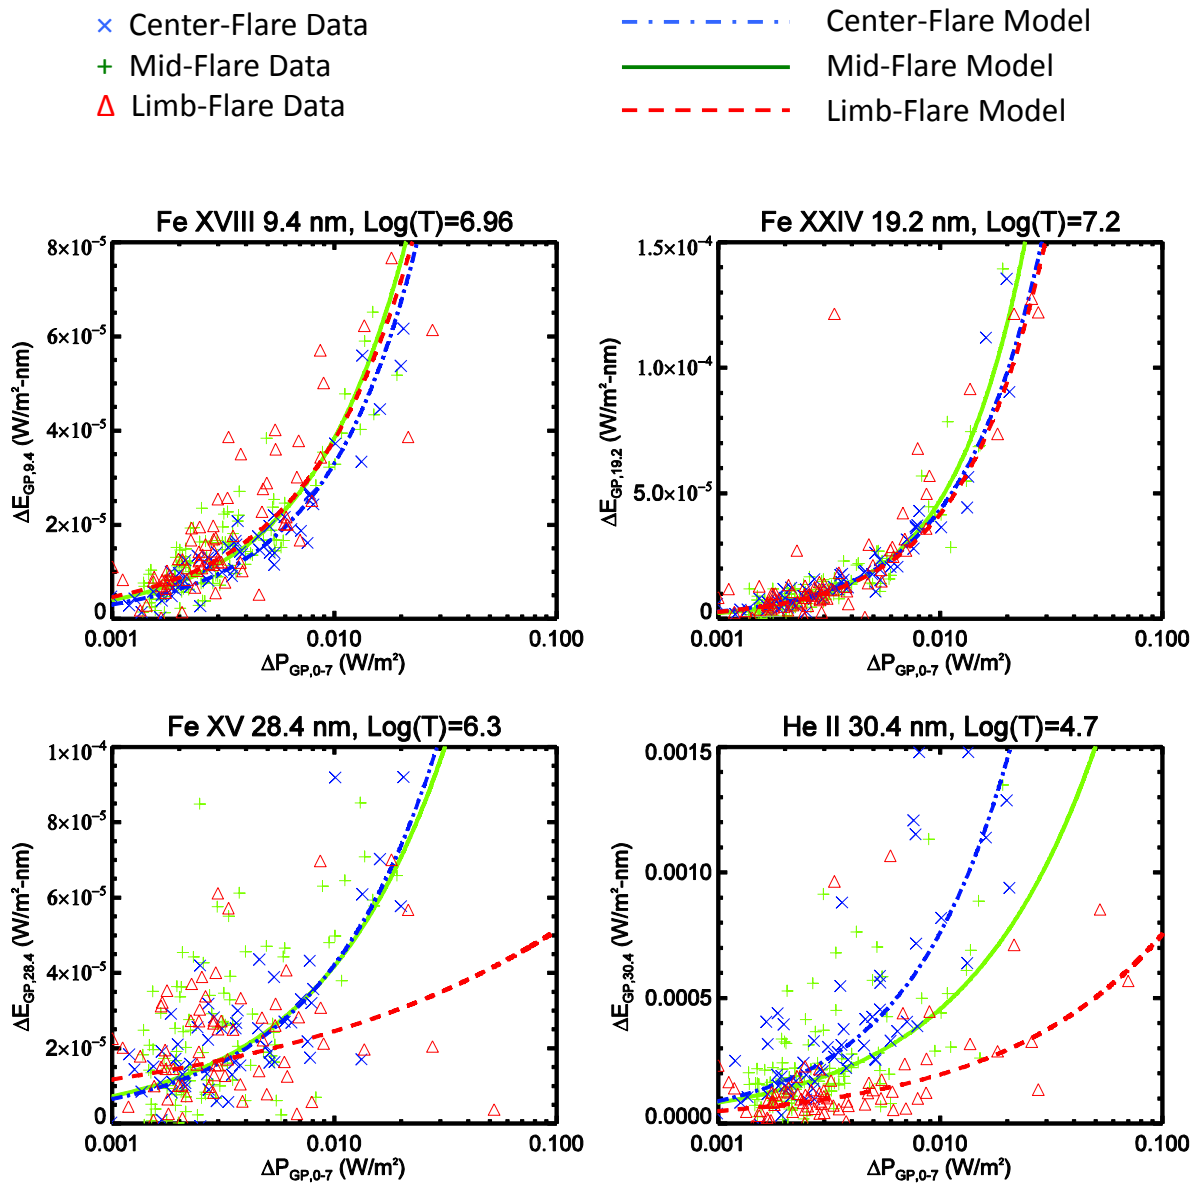 × Center-Flare Data
+ Mid-Flare Data
Δ Limb-Flare Data
Center-Flare Model
Mid-Flare Model
Limb-Flare Model
Fe XVIII 9.4 nm, Log(T)=6.96
8×10⁻⁵
6×10⁻⁵
4×10⁻⁵
2×10⁻⁵
0
ΔE_GP,9.4 (W/m²-nm)
0.001 0.010 0.100
ΔP_GP,0-7 (W/m²)
Fe XXIV 19.2 nm, Log(T)=7.2
1.5×10⁻⁴
1.0×10⁻⁴
5.0×10⁻⁵
0
ΔE_GP,19.2 (W/m²-nm)
0.001 0.010 0.100
ΔP_GP,0-7 (W/m²)
Fe XV 28.4 nm, Log(T)=6.3
1×10⁻⁴
8×10⁻⁵
6×10⁻⁵
4×10⁻⁵
2×10⁻⁵
0
ΔE_GP,28.4 (W/m²-nm)
0.001 0.010 0.100
ΔP_GP,0-7 (W/m²)
He II 30.4 nm, Log(T)=4.7
0.0015
0.0010
0.0005
0.0000
ΔE_GP,30.4 (W/m²-nm)
0.001 0.010 0.100
ΔP_GP,0-7 (W/m²)